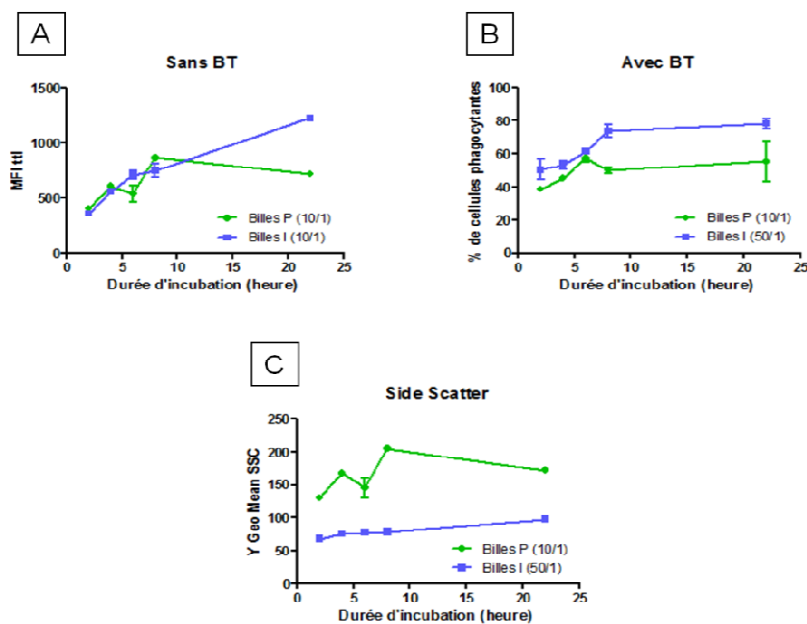 A
Sans BT
1500
1000
500
0
MFI ttl
Billes P (10/1)
Billes I (10/1)
0 5 10 15 20 25
Durée d'incubation (heure)
B
Avec BT
100
80
60
40
20
0
% de cellules phagocytantes
Billes P (10/1)
Billes I (50/1)
0 5 10 15 20 25
Durée d'incubation (heure)
C
Side Scatter
250
200
150
100
50
0
Y Geo Mean SSC
Billes P (10/1)
Billes I (50/1)
0 5 10 15 20 25
Durée d'incubation (heure)